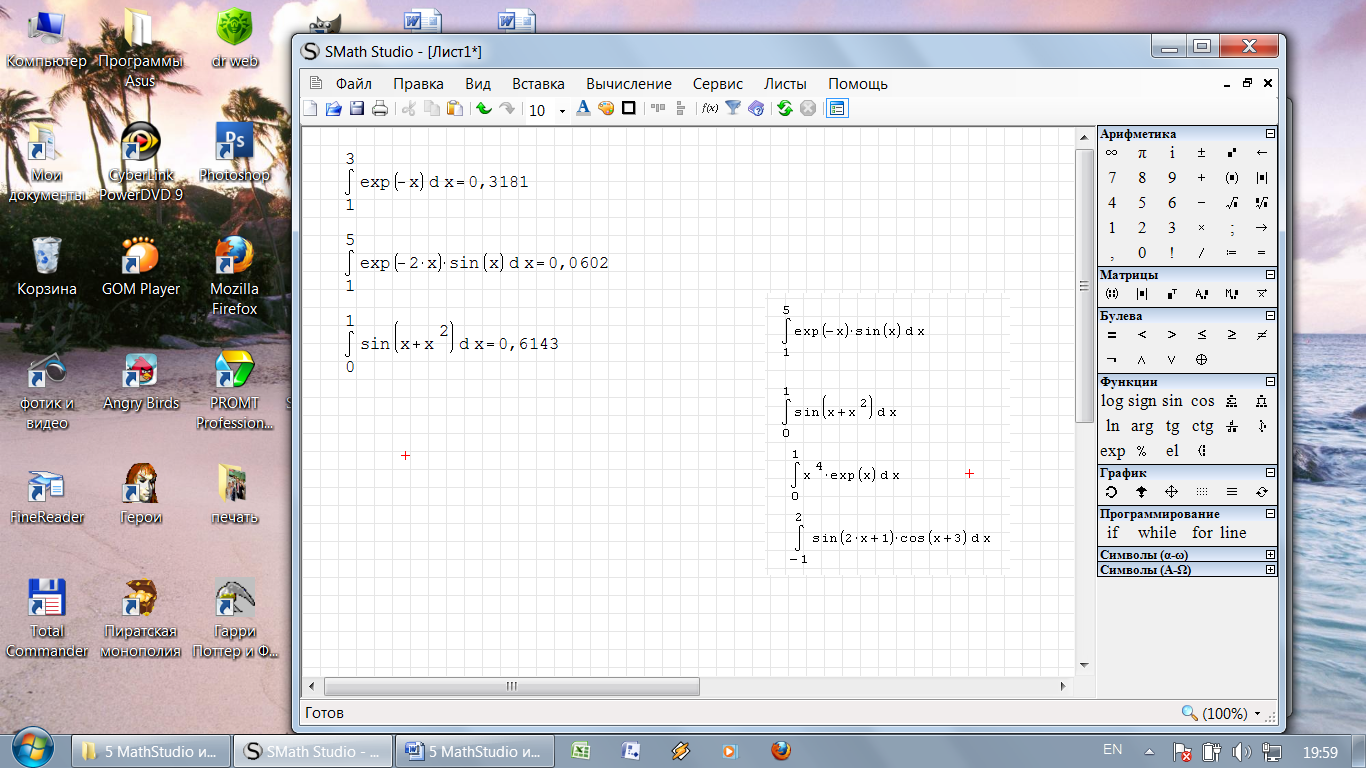 SMath Studio - [Лист1*]
Файл Правка Вид Вставка Вычисление Сервис Листы Помощь
10 f(x)
Компьютер
Программы Asus
dr web
Мои документы
CyberLink PowerDVD 9
Photoshop
Корзина
GOM Player
Mozilla Firefox
фотик и видео
Angry Birds
PROMT Profession...
FineReader
Герои
печать
Total Commander
Пиратская монополия
Гарри Поттер и Ф...
3
∫ exp(-x) d x=0,3181
1
5
∫ exp(-2·x)·sin(x) d x=0,0602
1
1
∫ sin(x+x^2) d x=0,6143
0
5
∫ exp(-x)·sin(x) d x
1
1
∫ sin(x+x^2) d x
0
1
∫ x^4·exp(x) d x
0
2
∫ sin(2·x+1)·cos(x+3) d x
-1
Арифметика
∞ π i ± ←
7 8 9 +
4 5 6 −
1 2 3 × ; →
, 0 ! / := =
Матрицы
Булева
= < > ≤ ≥ ≠
¬ ∧ ∨ ⊕
Функции
log sign sin cos
ln arg tg ctg
exp % el
График
Программирование
if while for line
Символы (α-ω)
Символы (Α-Ω)
Готов
(100%)
5 MathStudio и...
SMath Studio - ...
5 MathStudio и...
EN
19:59